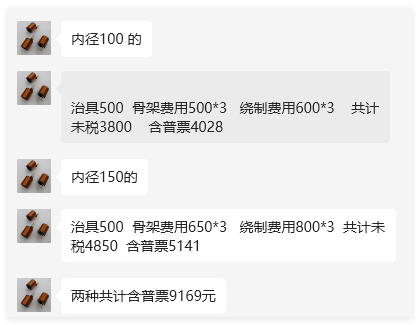 内径100 的
治具500  骨架费用500*3   绕制费用600*3    共计
未税3800    含普票4028
内径150的
治具500  骨架费用650*3   绕制费用800*3  共计未
税4850  含普票5141
两种共计含普票9169元